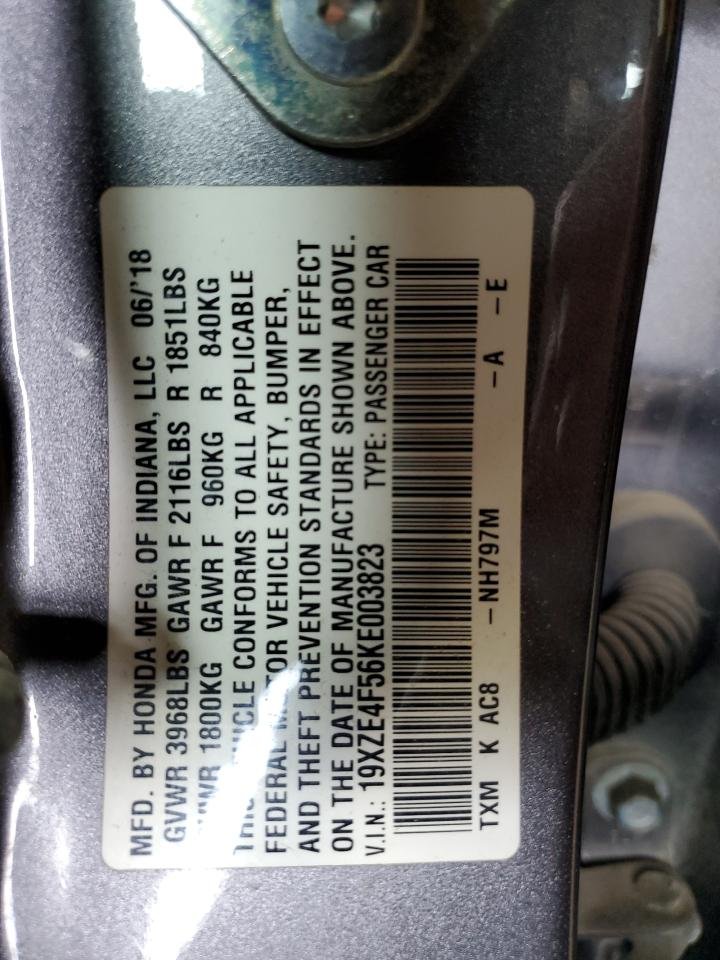 MFD. BY HONDA MFG. OF INDIANA, LLC 06/'18
GVWR 3968LBS GAWR F 2116LBS R 1851LBS
GVWR 1800KG GAWR F 960KG R 840KG
THIS VEHICLE CONFORMS TO ALL APPLICABLE
FEDERAL MOTOR VEHICLE SAFETY, BUMPER,
AND THEFT PREVENTION STANDARDS IN EFFECT
ON THE DATE OF MANUFACTURE SHOWN ABOVE.
V.I.N.: 19XZE4F56KE003823 TYPE: PASSENGER CAR
TXM K AC8 -NH797M -A -E